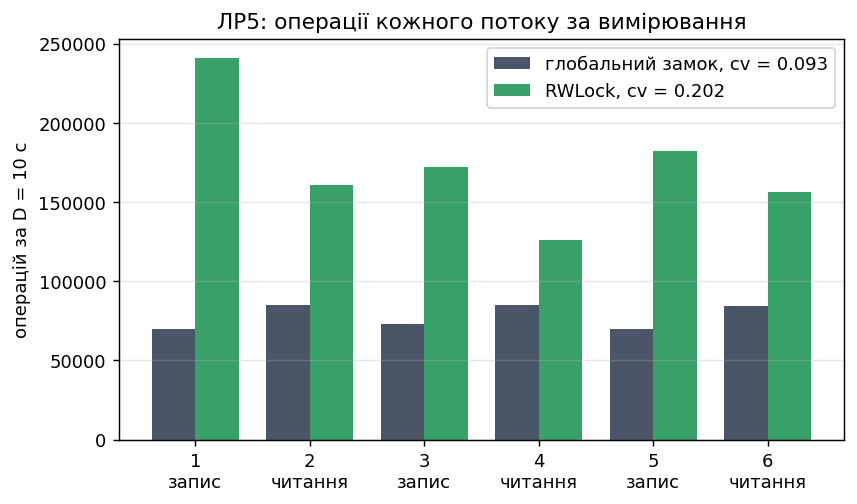 ЛР5: операції кожного потоку за вимірювання
глобальний замок, cv = 0.093
RWLock, cv = 0.202
операцій за D = 10 с
250000
200000
150000
100000
50000
0
1 2 3 4 5 6
запис читання запис читання запис читання